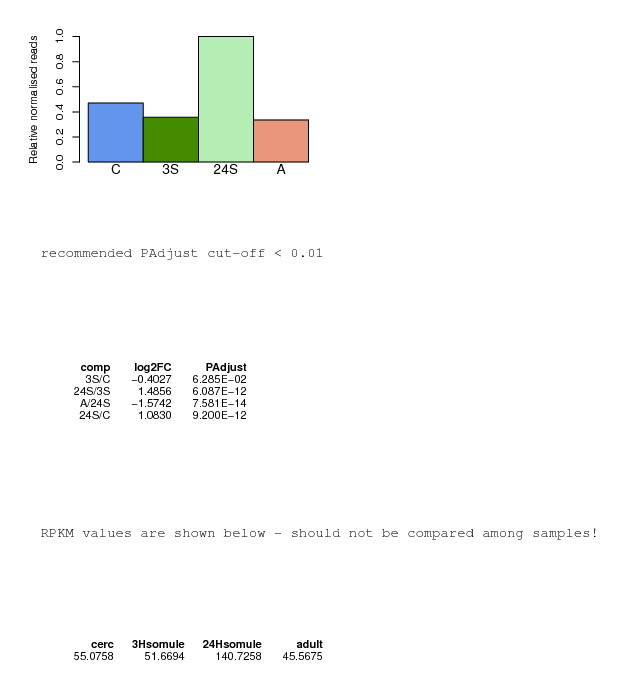 Relative normalised reads
1.0
0.8
0.6
0.4
0.2
0.0
C 3S 24S A
recommended PAdjust cut-off < 0.01
comp log2FC PAdjust
3S/C −0.4027 6.285E−02
24S/3S 1.4856 6.087E−12
A/24S −1.5742 7.581E−14
24S/C 1.0830 9.200E−12
RPKM values are shown below - should not be compared among samples!
cerc 3Hsomule 24Hsomule adult
55.0758 51.6694 140.7258 45.5675